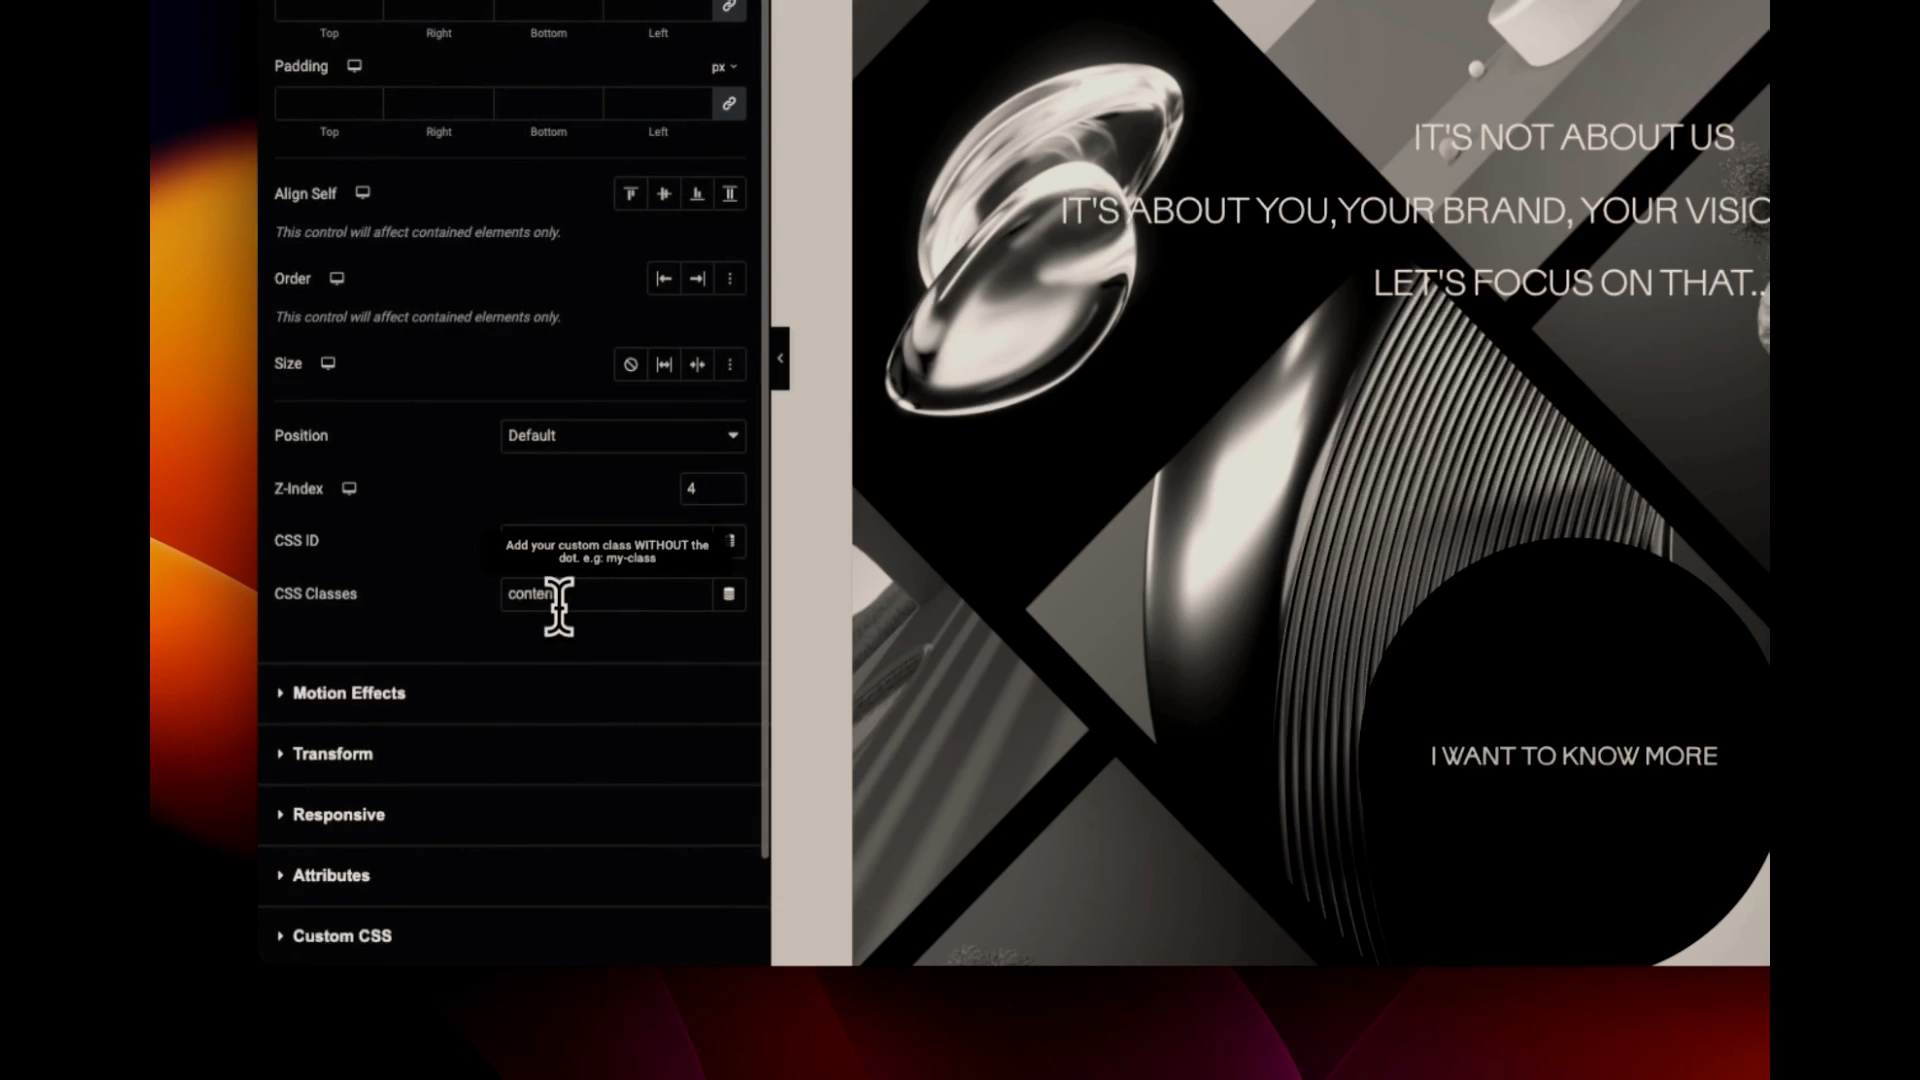 Top Right Bottom Left
Padding px
Top Right Bottom Left
Align Self
This control will affect contained elements only.
Order
This control will affect contained elements only.
Size
Position Default
Z-Index 4
CSS ID
Add your custom class WITHOUT the
dot. e.g: my-class
CSS Classes
Motion Effects
Transform
Responsive
Attributes
Custom CSS
IT'S NOT ABOUT US
IT'S ABOUT YOU,YOUR BRAND, YOUR
LET'S FOCUS ON THAT..
I WANT TO KNOW MORE